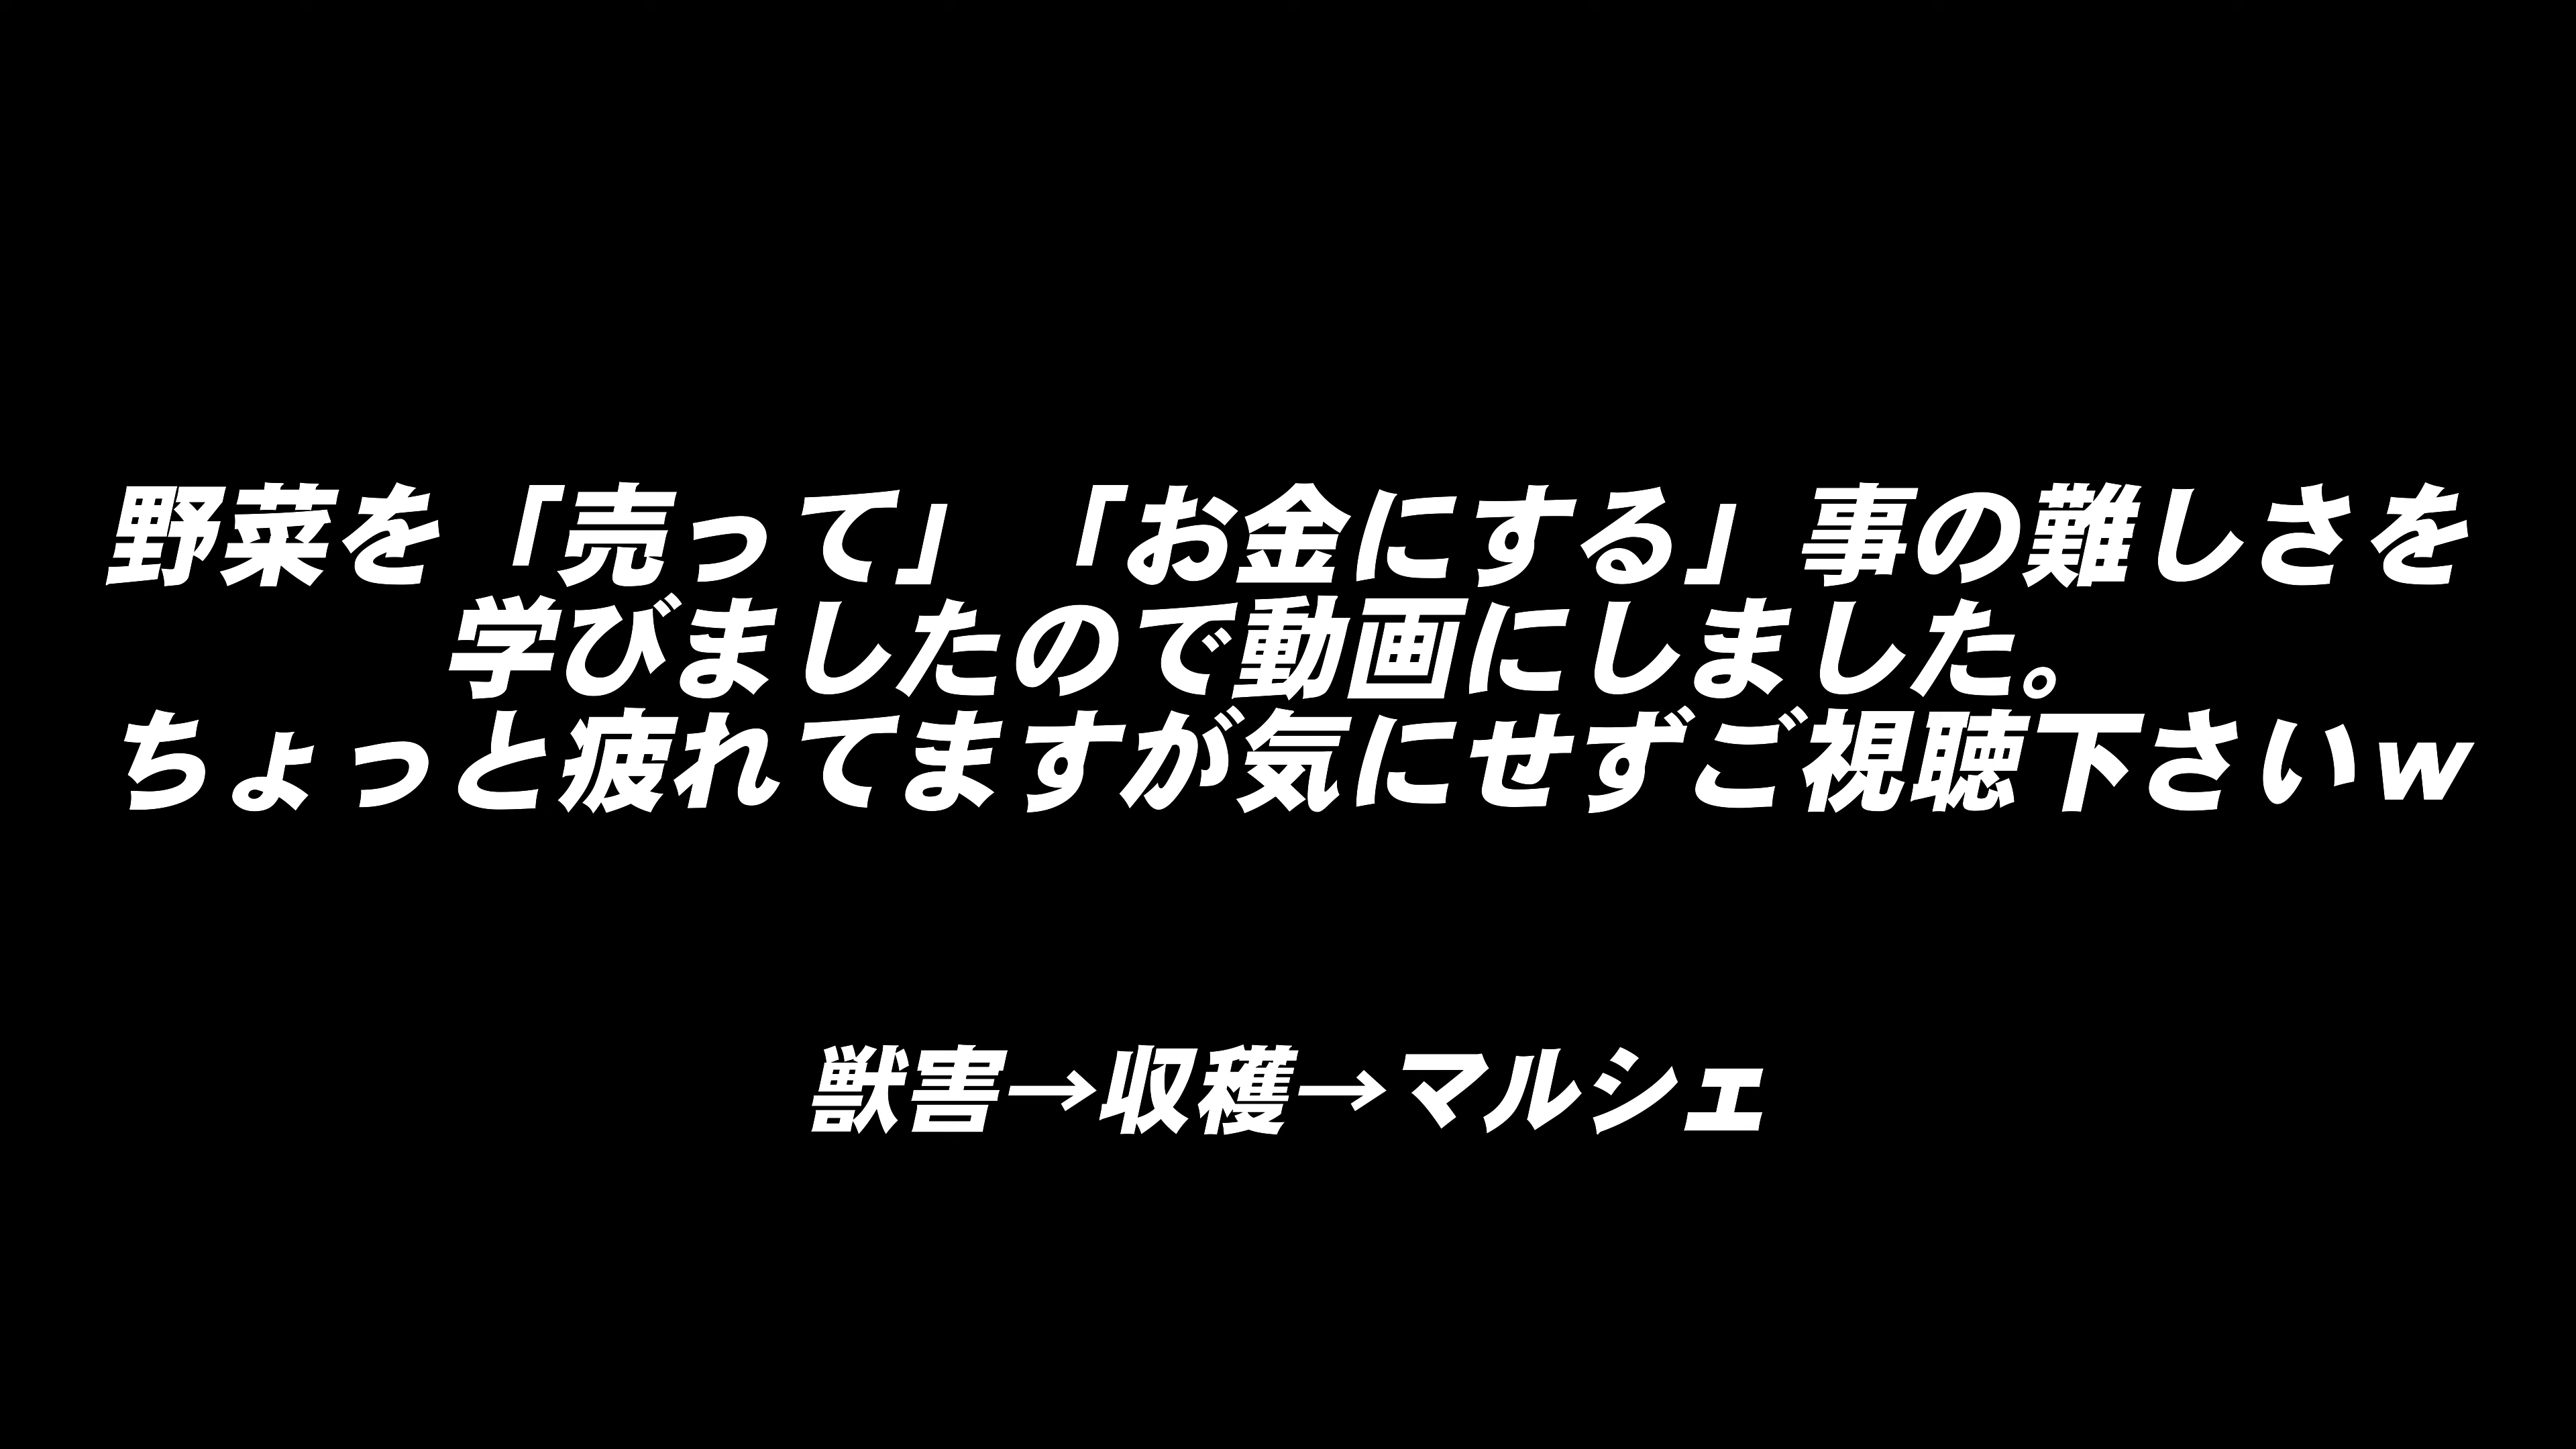 野菜を「売って」「お金にする」事の難しさを
学びましたので動画にしました。
ちょっと疲れてますが気にせずご視聴下さいｗ
獣害→収穫→マルシェ